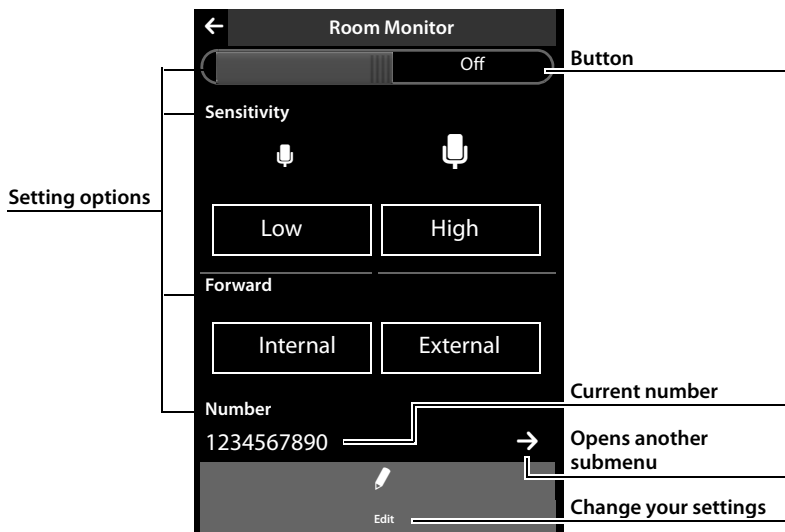 Room Monitor
Off
Button
Sensitivity
Setting options
Low High
Forward
Internal External
Current number
Number
1234567890
Opens another
submenu
Change your settings
Edit